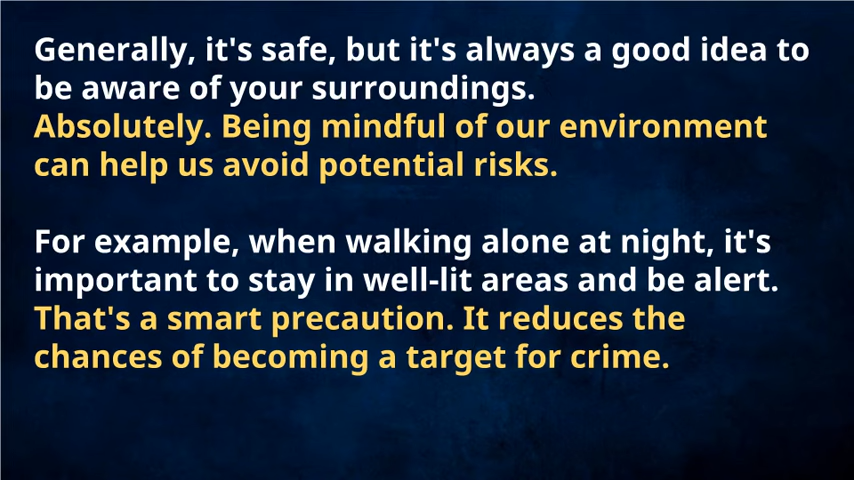 Generally, it's safe, but it's always a good idea to
be aware of your surroundings.
Absolutely. Being mindful of our environment
can help us avoid potential risks.
For example, when walking alone at night, it's
important to stay in well-lit areas and be alert.
That's a smart precaution. It reduces the
chances of becoming a target for crime.